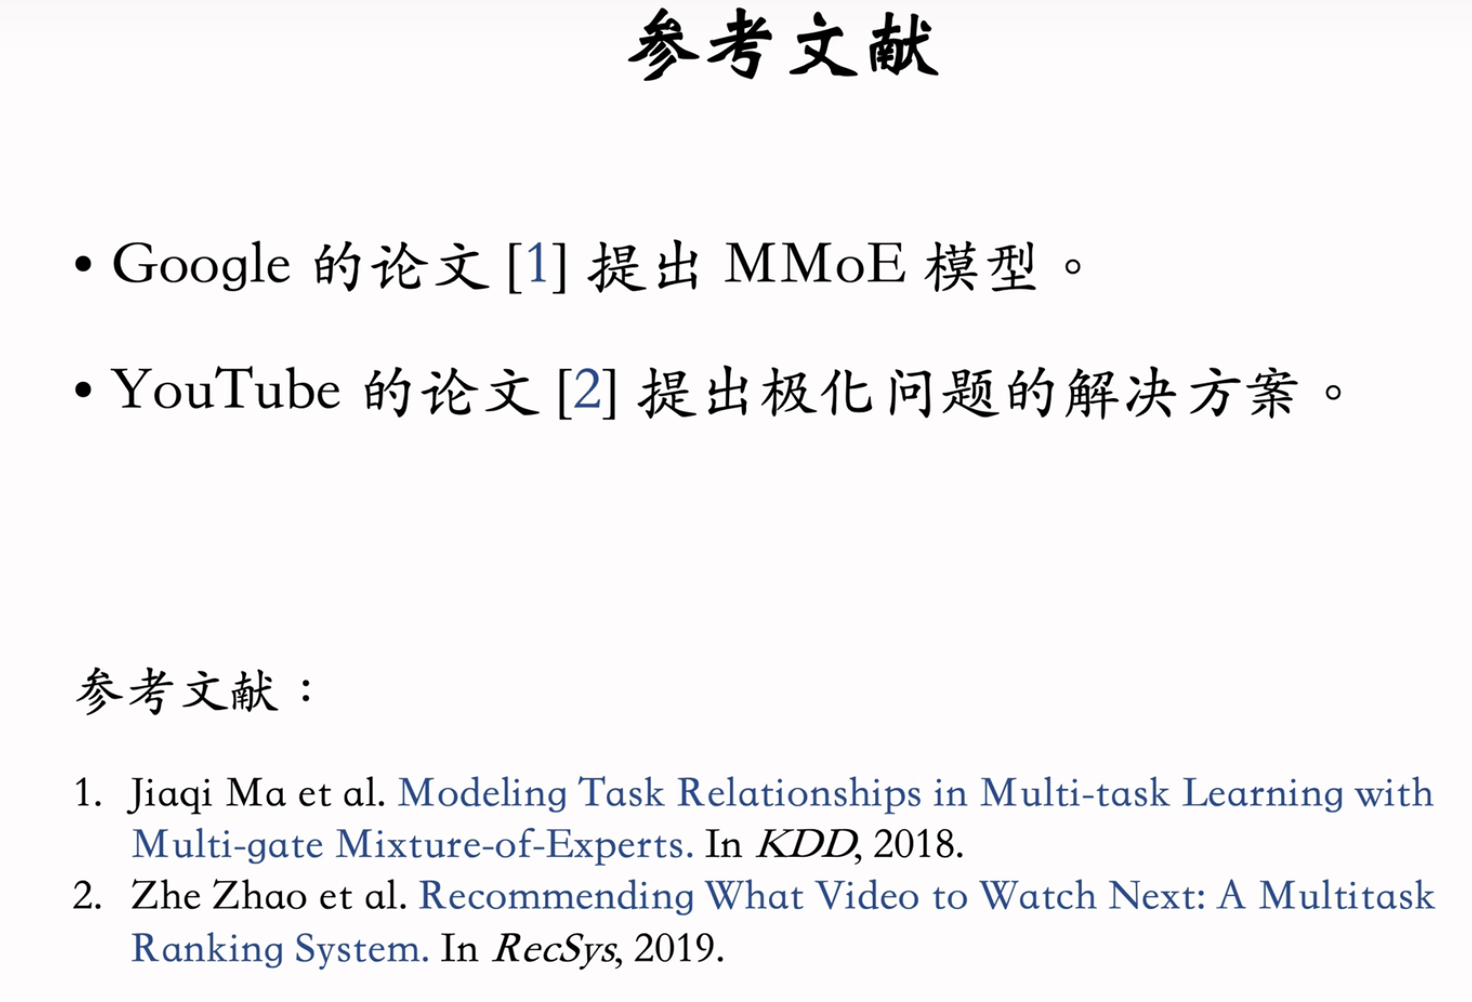 参考文献
• Google 的论文 [1] 提出 MMoE 模型。
• YouTube 的论文 [2] 提出极化问题的解决方案。
参考文献：
1. Jiaqi Ma et al. Modeling Task Relationships in Multi-task Learning with
Multi-gate Mixture-of-Experts. In KDD, 2018.
2. Zhe Zhao et al. Recommending What Video to Watch Next: A Multitask
Ranking System. In RecSys, 2019.